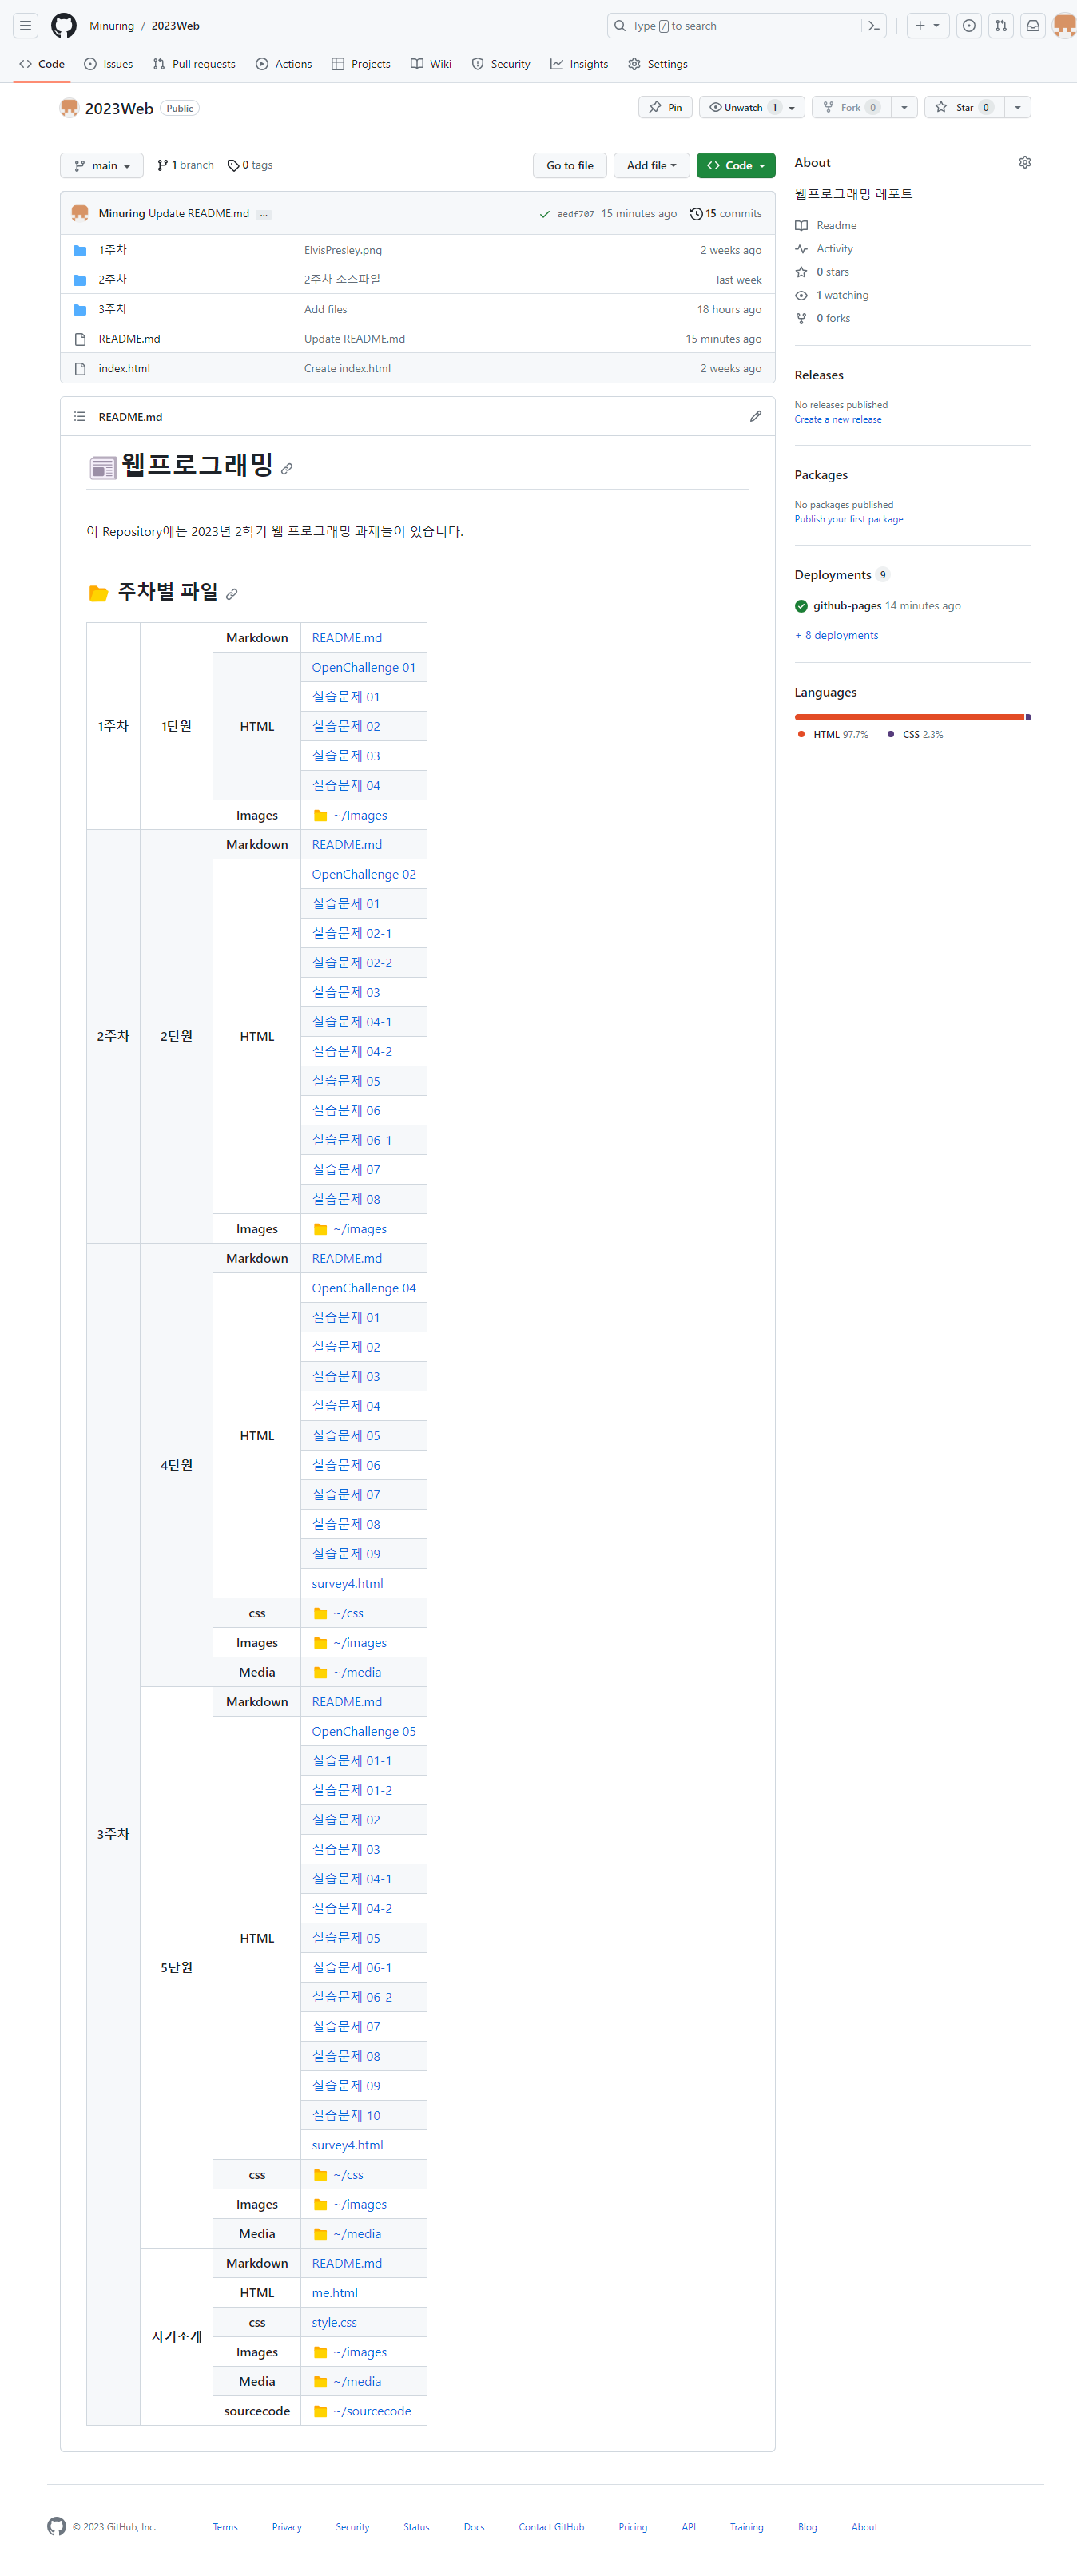 Minuring / 2023Web
Type / to search
Code Issues Pull requests Actions Projects Wiki Security Insights Settings
2023Web Public
Pin Unwatch 1 Fork 0 Star 0
main 1 branch 0 tags Go to file Add file Code
Minuring Update README.md ... aedf707 15 minutes ago 15 commits
1주차 ElvisPresley.png 2 weeks ago
2주차 2주차 소스파일 last week
3주차 Add files 18 hours ago
README.md Update README.md 15 minutes ago
index.html Create index.html 2 weeks ago
README.md
웹프로그래밍
이 Repository에는 2023년 2학기 웹 프로그래밍 과제들이 있습니다.
주차별 파일
1주차 1단원 Markdown README.md
HTML OpenChallenge 01
실습문제 01
실습문제 02
실습문제 03
실습문제 04
Images ~/Images
2주차 2단원 Markdown README.md
HTML OpenChallenge 02
실습문제 01
실습문제 02-1
실습문제 02-2
실습문제 03
실습문제 04-1
실습문제 04-2
실습문제 05
실습문제 06
실습문제 06-1
실습문제 07
실습문제 08
Images ~/images
3주차 4단원 Markdown README.md
HTML OpenChallenge 04
실습문제 01
실습문제 02
실습문제 03
실습문제 04
실습문제 05
실습문제 06
실습문제 07
실습문제 08
실습문제 09
survey4.html
css ~/css
Images ~/images
Media ~/media
5단원 Markdown README.md
HTML OpenChallenge 05
실습문제 01-1
실습문제 01-2
실습문제 02
실습문제 03
실습문제 04-1
실습문제 04-2
실습문제 05
실습문제 06-1
실습문제 06-2
실습문제 07
실습문제 08
실습문제 09
실습문제 10
survey4.html
css ~/css
Images ~/images
Media ~/media
자기소개 Markdown README.md
HTML me.html
css style.css
Images ~/images
Media ~/media
sourcecode ~/sourcecode
About
웹프로그래밍 레포트
Readme
Activity
0 stars
1 watching
0 forks
Releases
No releases published
Create a new release
Packages
No packages published
Publish your first package
Deployments 9
github-pages 14 minutes ago
+ 8 deployments
Languages
HTML 97.7% CSS 2.3%
© 2023 GitHub, Inc. Terms Privacy Security Status Docs Contact GitHub Pricing API Training Blog About